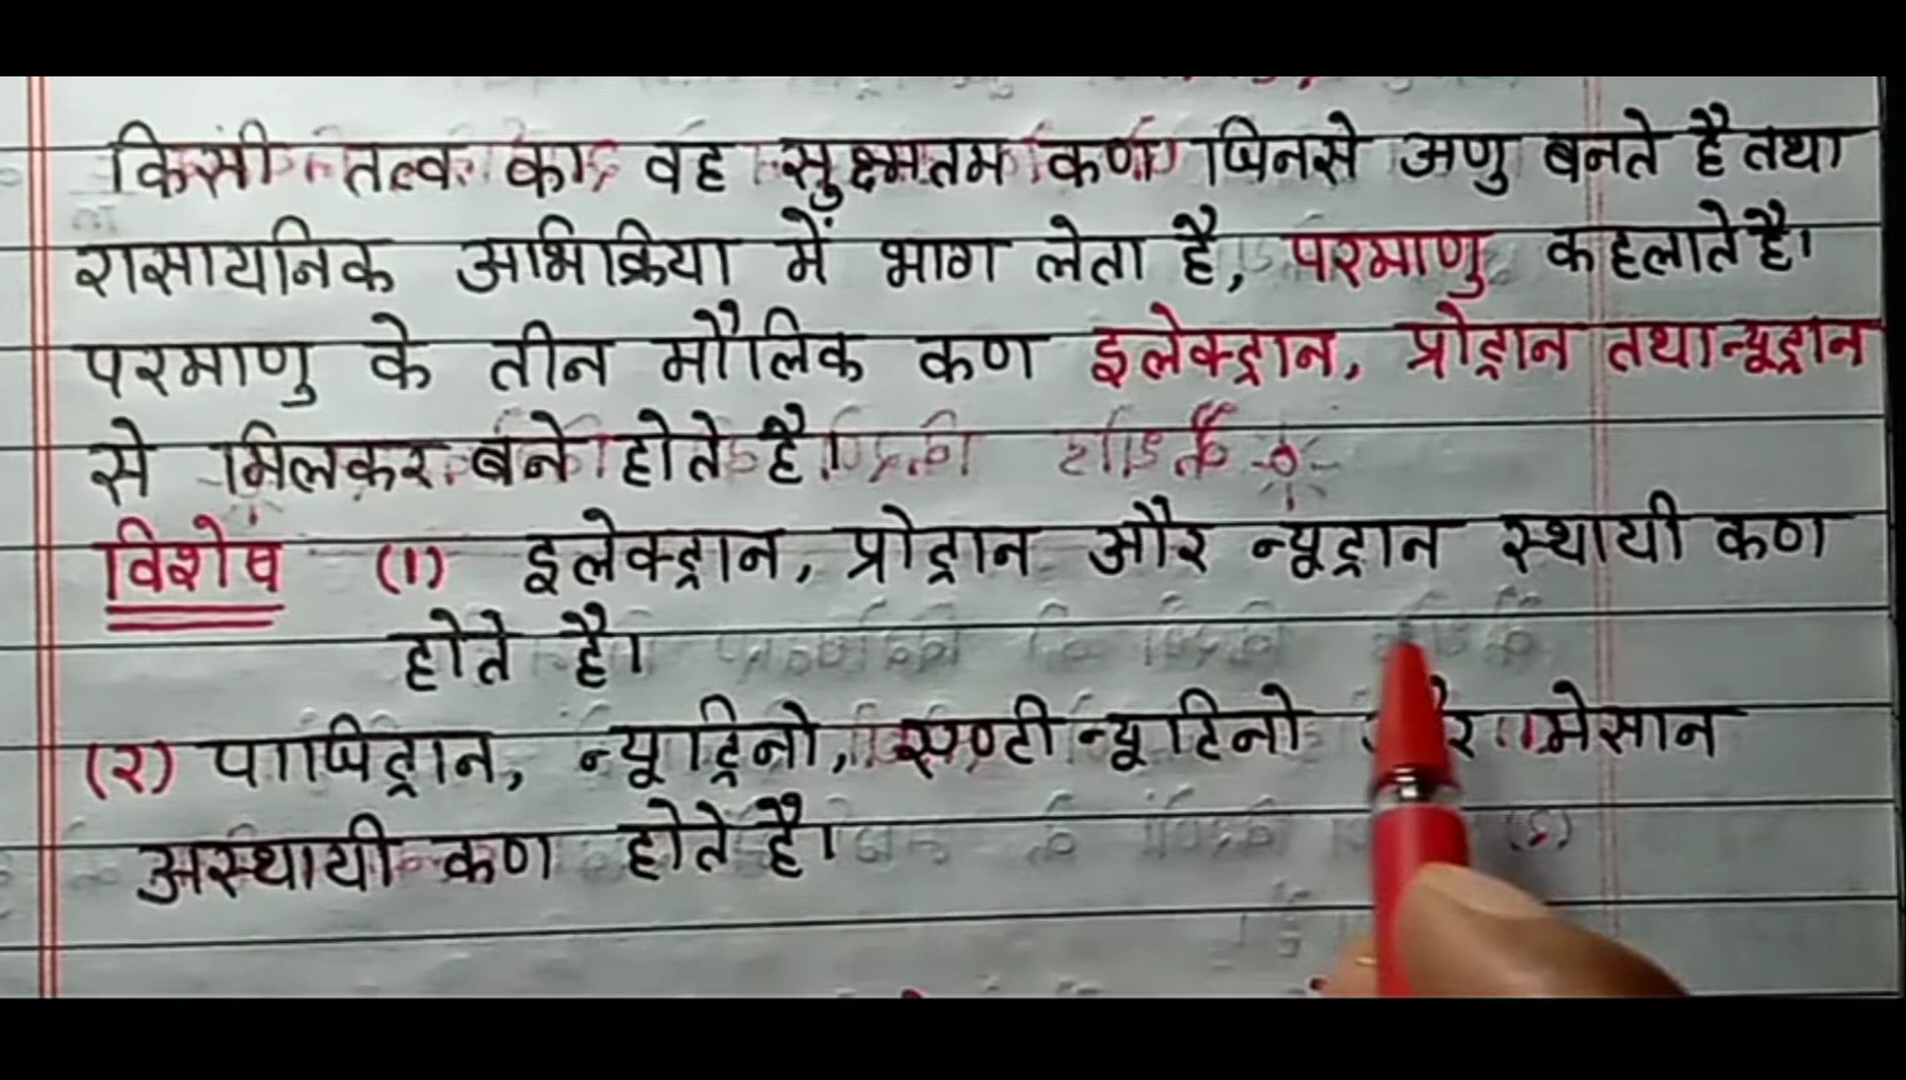 किसी तत्व का वह सुक्ष्मतम कण जिनसे अणु बनते है तथा
रासायनिक अभिक्रिया में भाग लेता है, परमाणु कहलाते है।
परमाणु के तीन मौलिक कण इलेक्ट्रान, प्रोट्रान तथा न्यूट्रान
से मिलकर बने होते है।
विशेष (1) इलेक्ट्रान, प्रोट्रान और न्यूट्रान स्थायी कण
होते है।
(२) पाजिट्रान, न्यूट्रिनो, एण्टी न्यूटिनो मेसान
अस्थायी कण होते है।